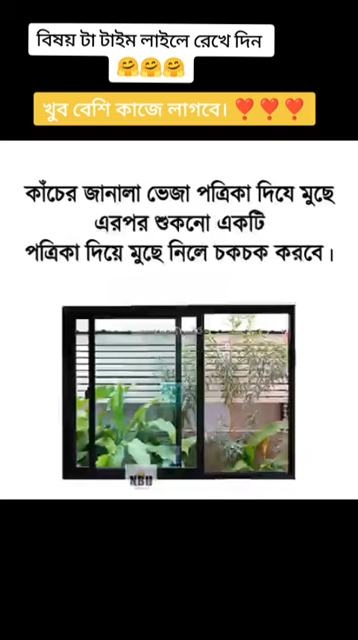 বিষয় টা টাইম লাইলে রেখে দিন
🤗🤗🤗
খুব বেশি কাজে লাগবে। ❣️❣️❣️
কাঁচের জানালা ভেজা পত্রিকা দিযে মুছে
এরপর শুকনো একটি
পত্রিকা দিয়ে মুছে নিলে চকচক করবে।
NBU